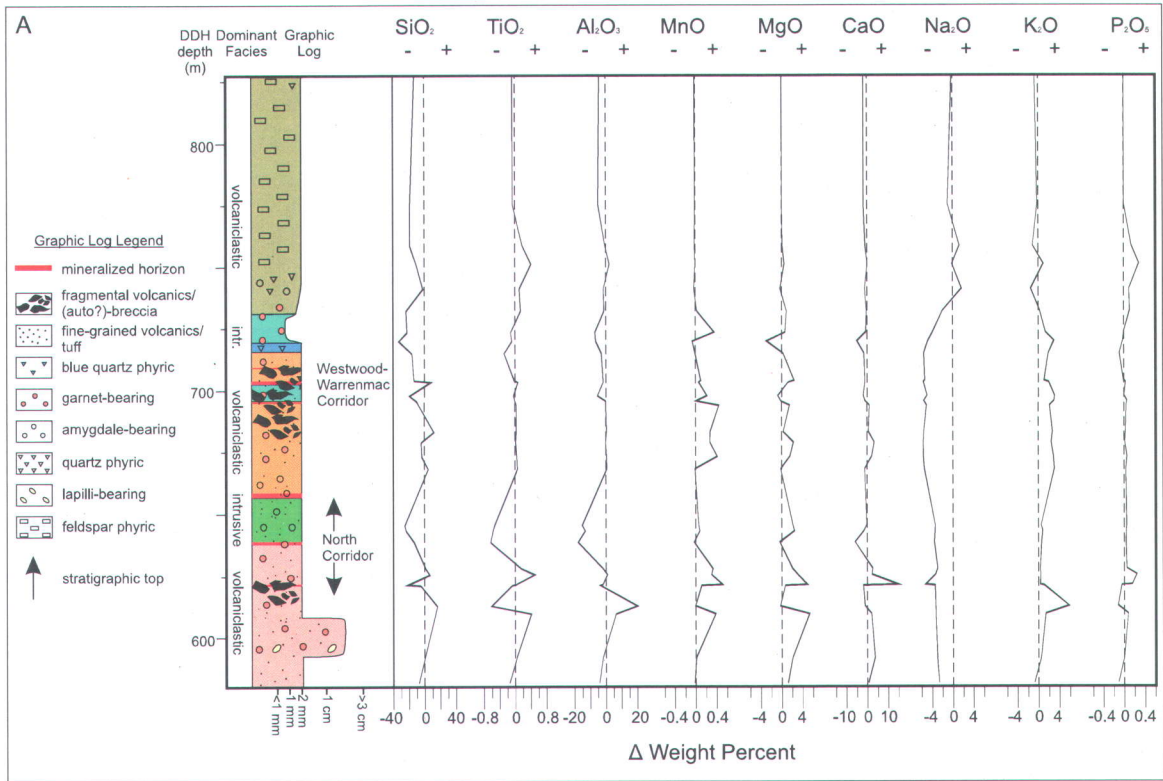 A
SiO₂ TiO₂ Al₂O₃ MnO MgO CaO Na₂O K₂O P₂O₅
- + - + - + - + - + - + - + - + - +
DDH depth (m)
Dominant Facies
Graphic Log
800
700
600
volcaniclastic
intr.
volcaniclastic
intrusive
volcaniclastic
Westwood-
Warrenmac
Corridor
North
Corridor
Graphic Log Legend
mineralized horizon
fragmental volcanics/
(auto?)-breccia
fine-grained volcanics/
tuff
blue quartz phyric
garnet-bearing
amygdale-bearing
quartz phyric
lapilli-bearing
feldspar phyric
stratigraphic top
<1 mm
1 mm
2 mm
1 cm
>3 cm
-40 0 40 -0.8 0 0.8 -20 0 20 -0.4 0 0.4 -4 0 4 -10 0 10 -4 0 4 -4 0 4 -0.4 0 0.4
Δ Weight Percent